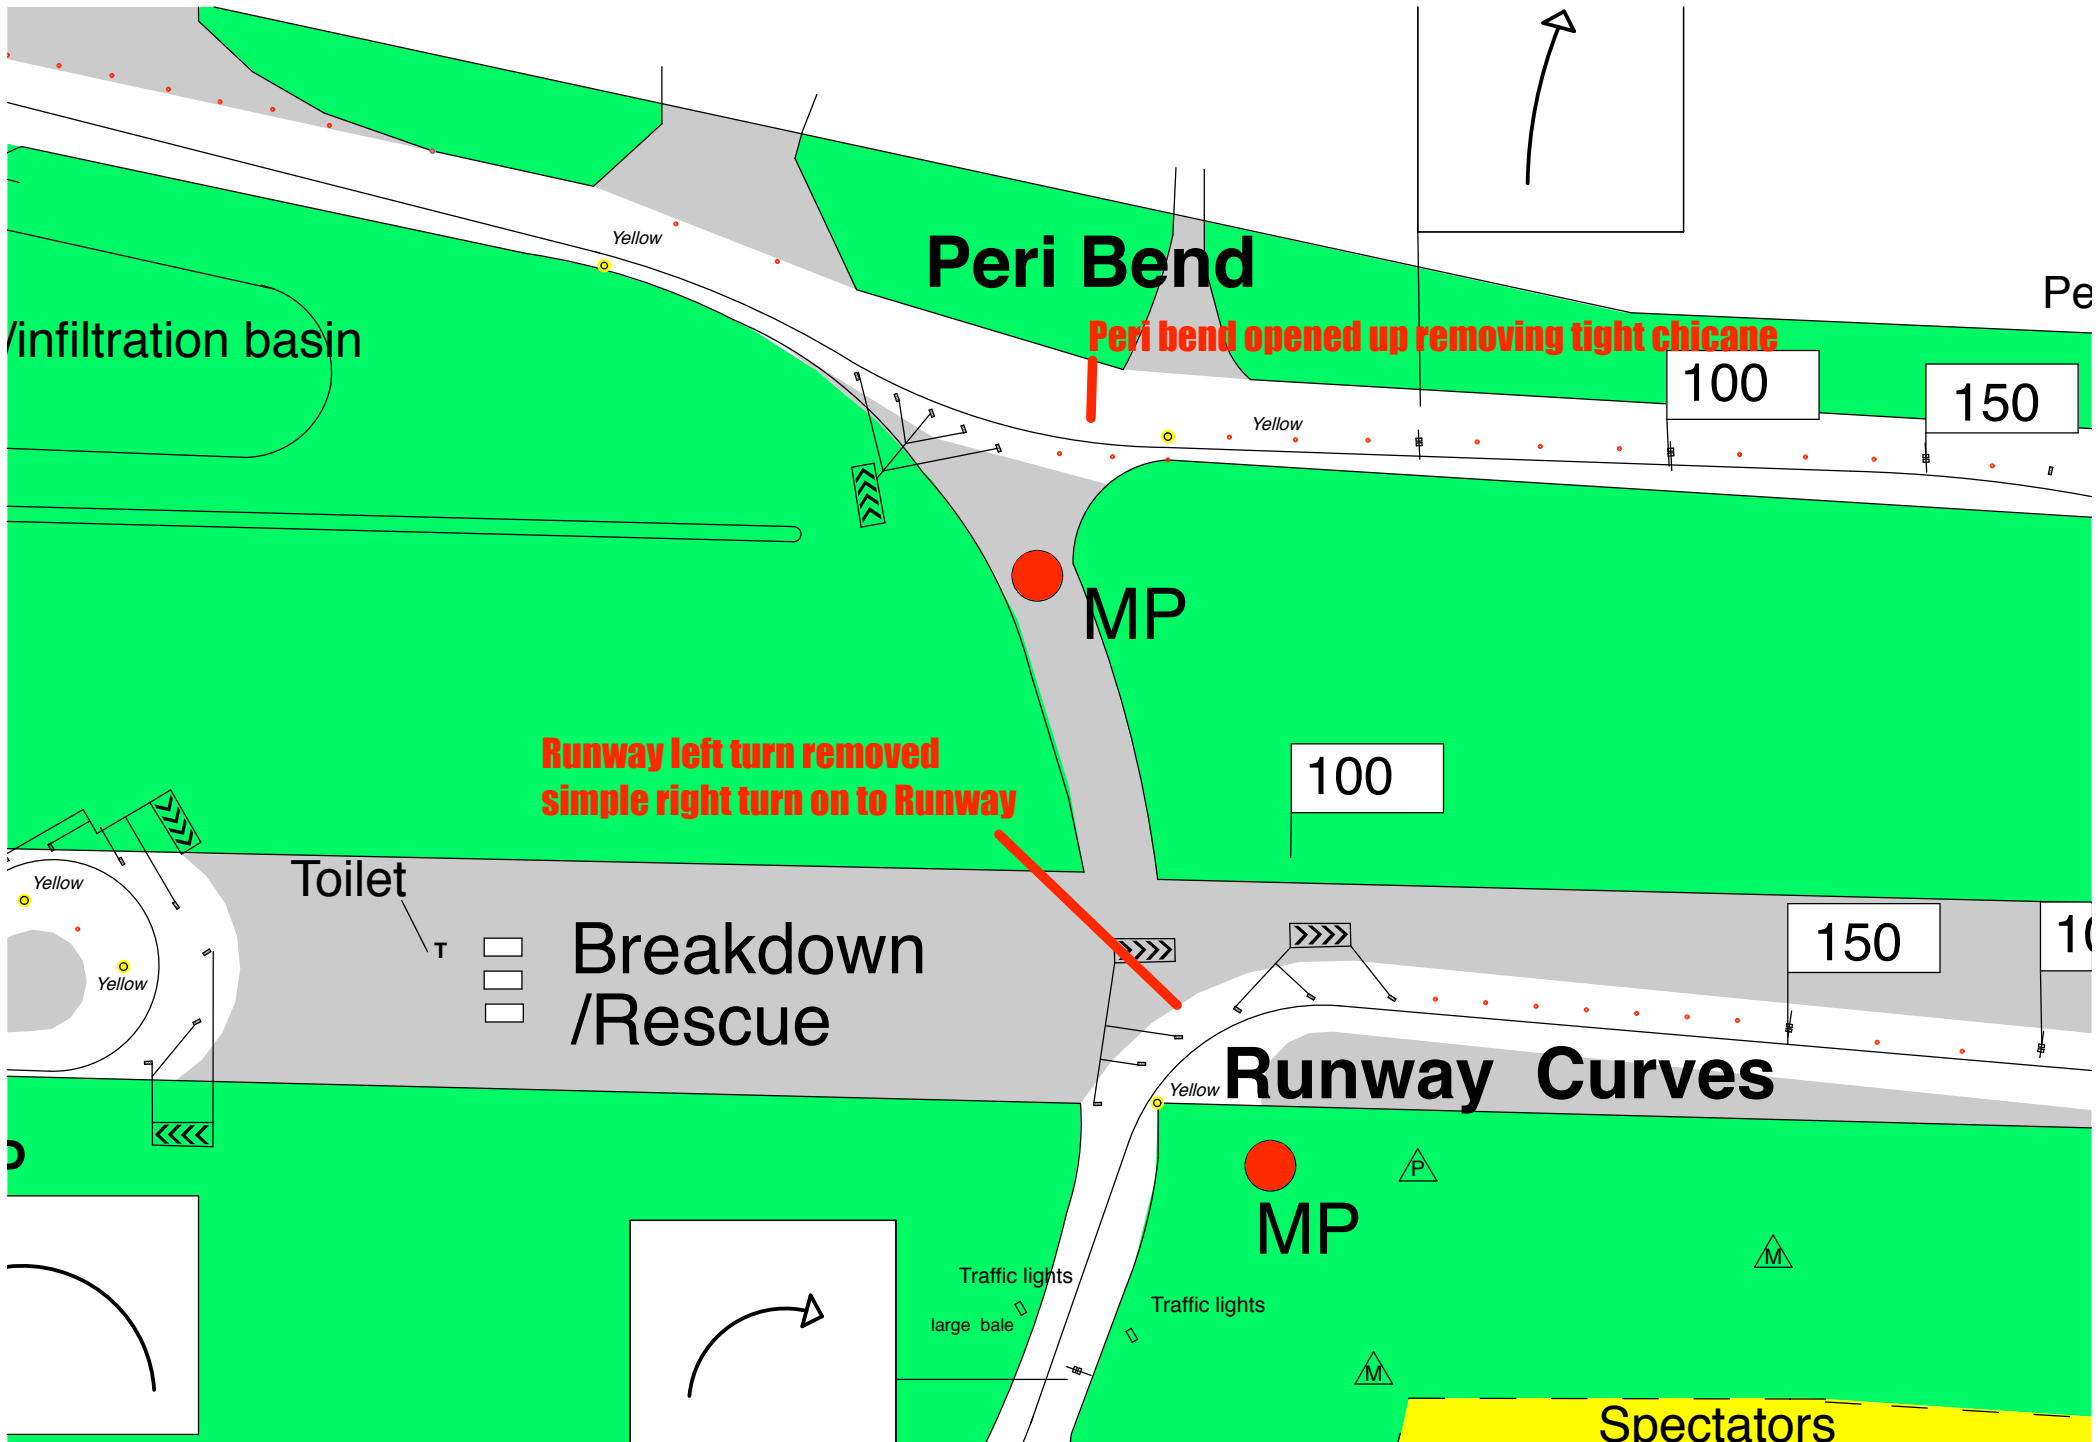 Yellow
Peri Bend
Pe
/infiltration basin
Peri bend opened up removing tight chicane
100
150
Yellow
MP
Runway left turn removed
simple right turn on to Runway
100
Toilet
Yellow
T
Breakdown
/Rescue
150
10
Yellow
Runway Curves
Yellow
P
MP
M
Traffic lights
Traffic lights
large bale
M
Spectators